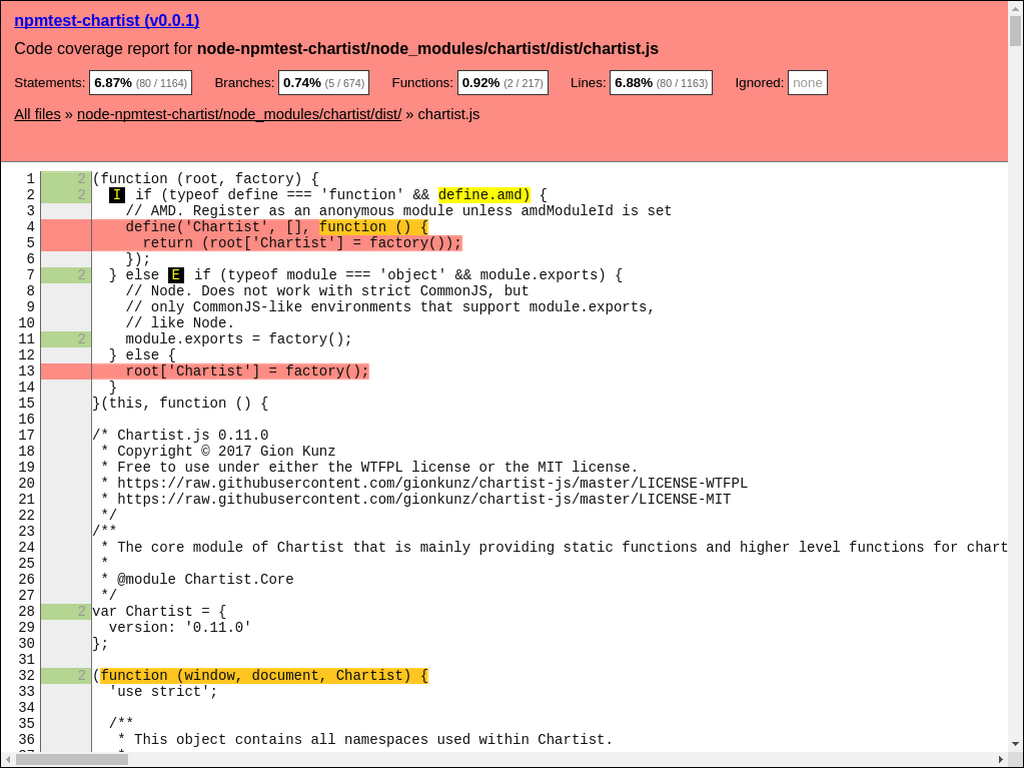 npmtest-chartist (v0.0.1)
Code coverage report for node-npmtest-chartist/node_modules/chartist/dist/chartist.js
Statements: 6.87% (80 / 1164) Branches: 0.74% (5 / 674) Functions: 0.92% (2 / 217) Lines: 6.88% (80 / 1163) Ignored: none
All files » node-npmtest-chartist/node_modules/chartist/dist/ » chartist.js
1 2 (function (root, factory) {
2 2   I if (typeof define === 'function' && define.amd) {
3     // AMD. Register as an anonymous module unless amdModuleId is set
4     define('Chartist', [], function () {
5       return (root['Chartist'] = factory());
6     });
7 2   } else E if (typeof module === 'object' && module.exports) {
8     // Node. Does not work with strict CommonJS, but
9     // only CommonJS-like environments that support module.exports,
10     // like Node.
11 2     module.exports = factory();
12   } else {
13     root['Chartist'] = factory();
14   }
15 }(this, function () {
16
17 /* Chartist.js 0.11.0
18  * Copyright © 2017 Gion Kunz
19  * Free to use under either the WTFPL license or the MIT license.
20  * https://raw.githubusercontent.com/gionkunz/chartist-js/master/LICENSE-WTFPL
21  * https://raw.githubusercontent.com/gionkunz/chartist-js/master/LICENSE-MIT
22  */
23 /**
24  * The core module of Chartist that is mainly providing static functions and higher level functions for chart
25  *
26  * @module Chartist.Core
27  */
28 2 var Chartist = {
29   version: '0.11.0'
30 };
31
32 2 (function (window, document, Chartist) {
33   'use strict';
34
35   /**
36    * This object contains all namespaces used within Chartist.